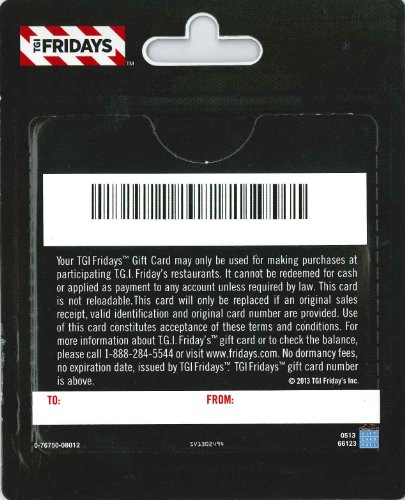 TGI FRIDAYS
TM
Your TGI Fridays™ Gift Card may only be used for making purchases at
participating T.G.I. Friday's restaurants. It cannot be redeemed for cash
or applied as payment to any account unless required by law. This card
is not reloadable.This card will only be replaced if an original sales
receipt, valid identification and original card number are provided. Use
of this card constitutes acceptance of these terms and conditions. For
more information about T.G.I. Friday's™ gift card or to check the balance,
please call 1-888-284-5544 or visit www.fridays.com. No dormancy fees,
no expiration date, issued by TGI Fridays™. TGI Fridays™ gift card number
is above.
© 2013 TGI Friday's Inc.
TO: FROM:
0-76750-08012
SV1302494
0513
65123
GIFT
CARD